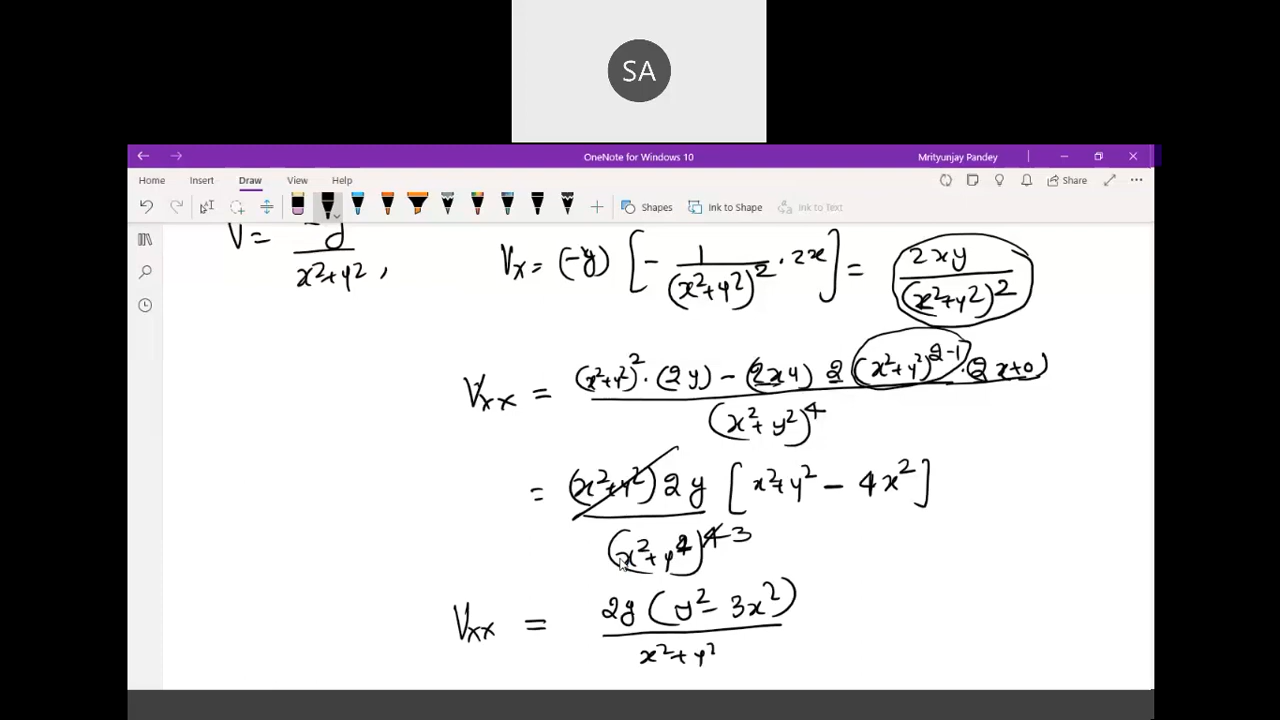 SA
OneNote for Windows 10 Mrityunjay Pandey
Home Insert Draw View Help Share
Shapes Ink to Shape Ink to Text
V = -y / x²+y² , Vx = (-y) [ - 1/(x²+y²)² · 2x ] = 2xy / (x²+y²)²
Vxx = (x²+y²)² · (2y) - (2xy) 2 (x²+y²)^2-1 · (2x+0) / (x²+y²)^4
= (x²+y²) 2y [ x²+y² - 4x² ] / (x²+y²)^4 3
Vxx = 2y (y² - 3x²) / x²+y²